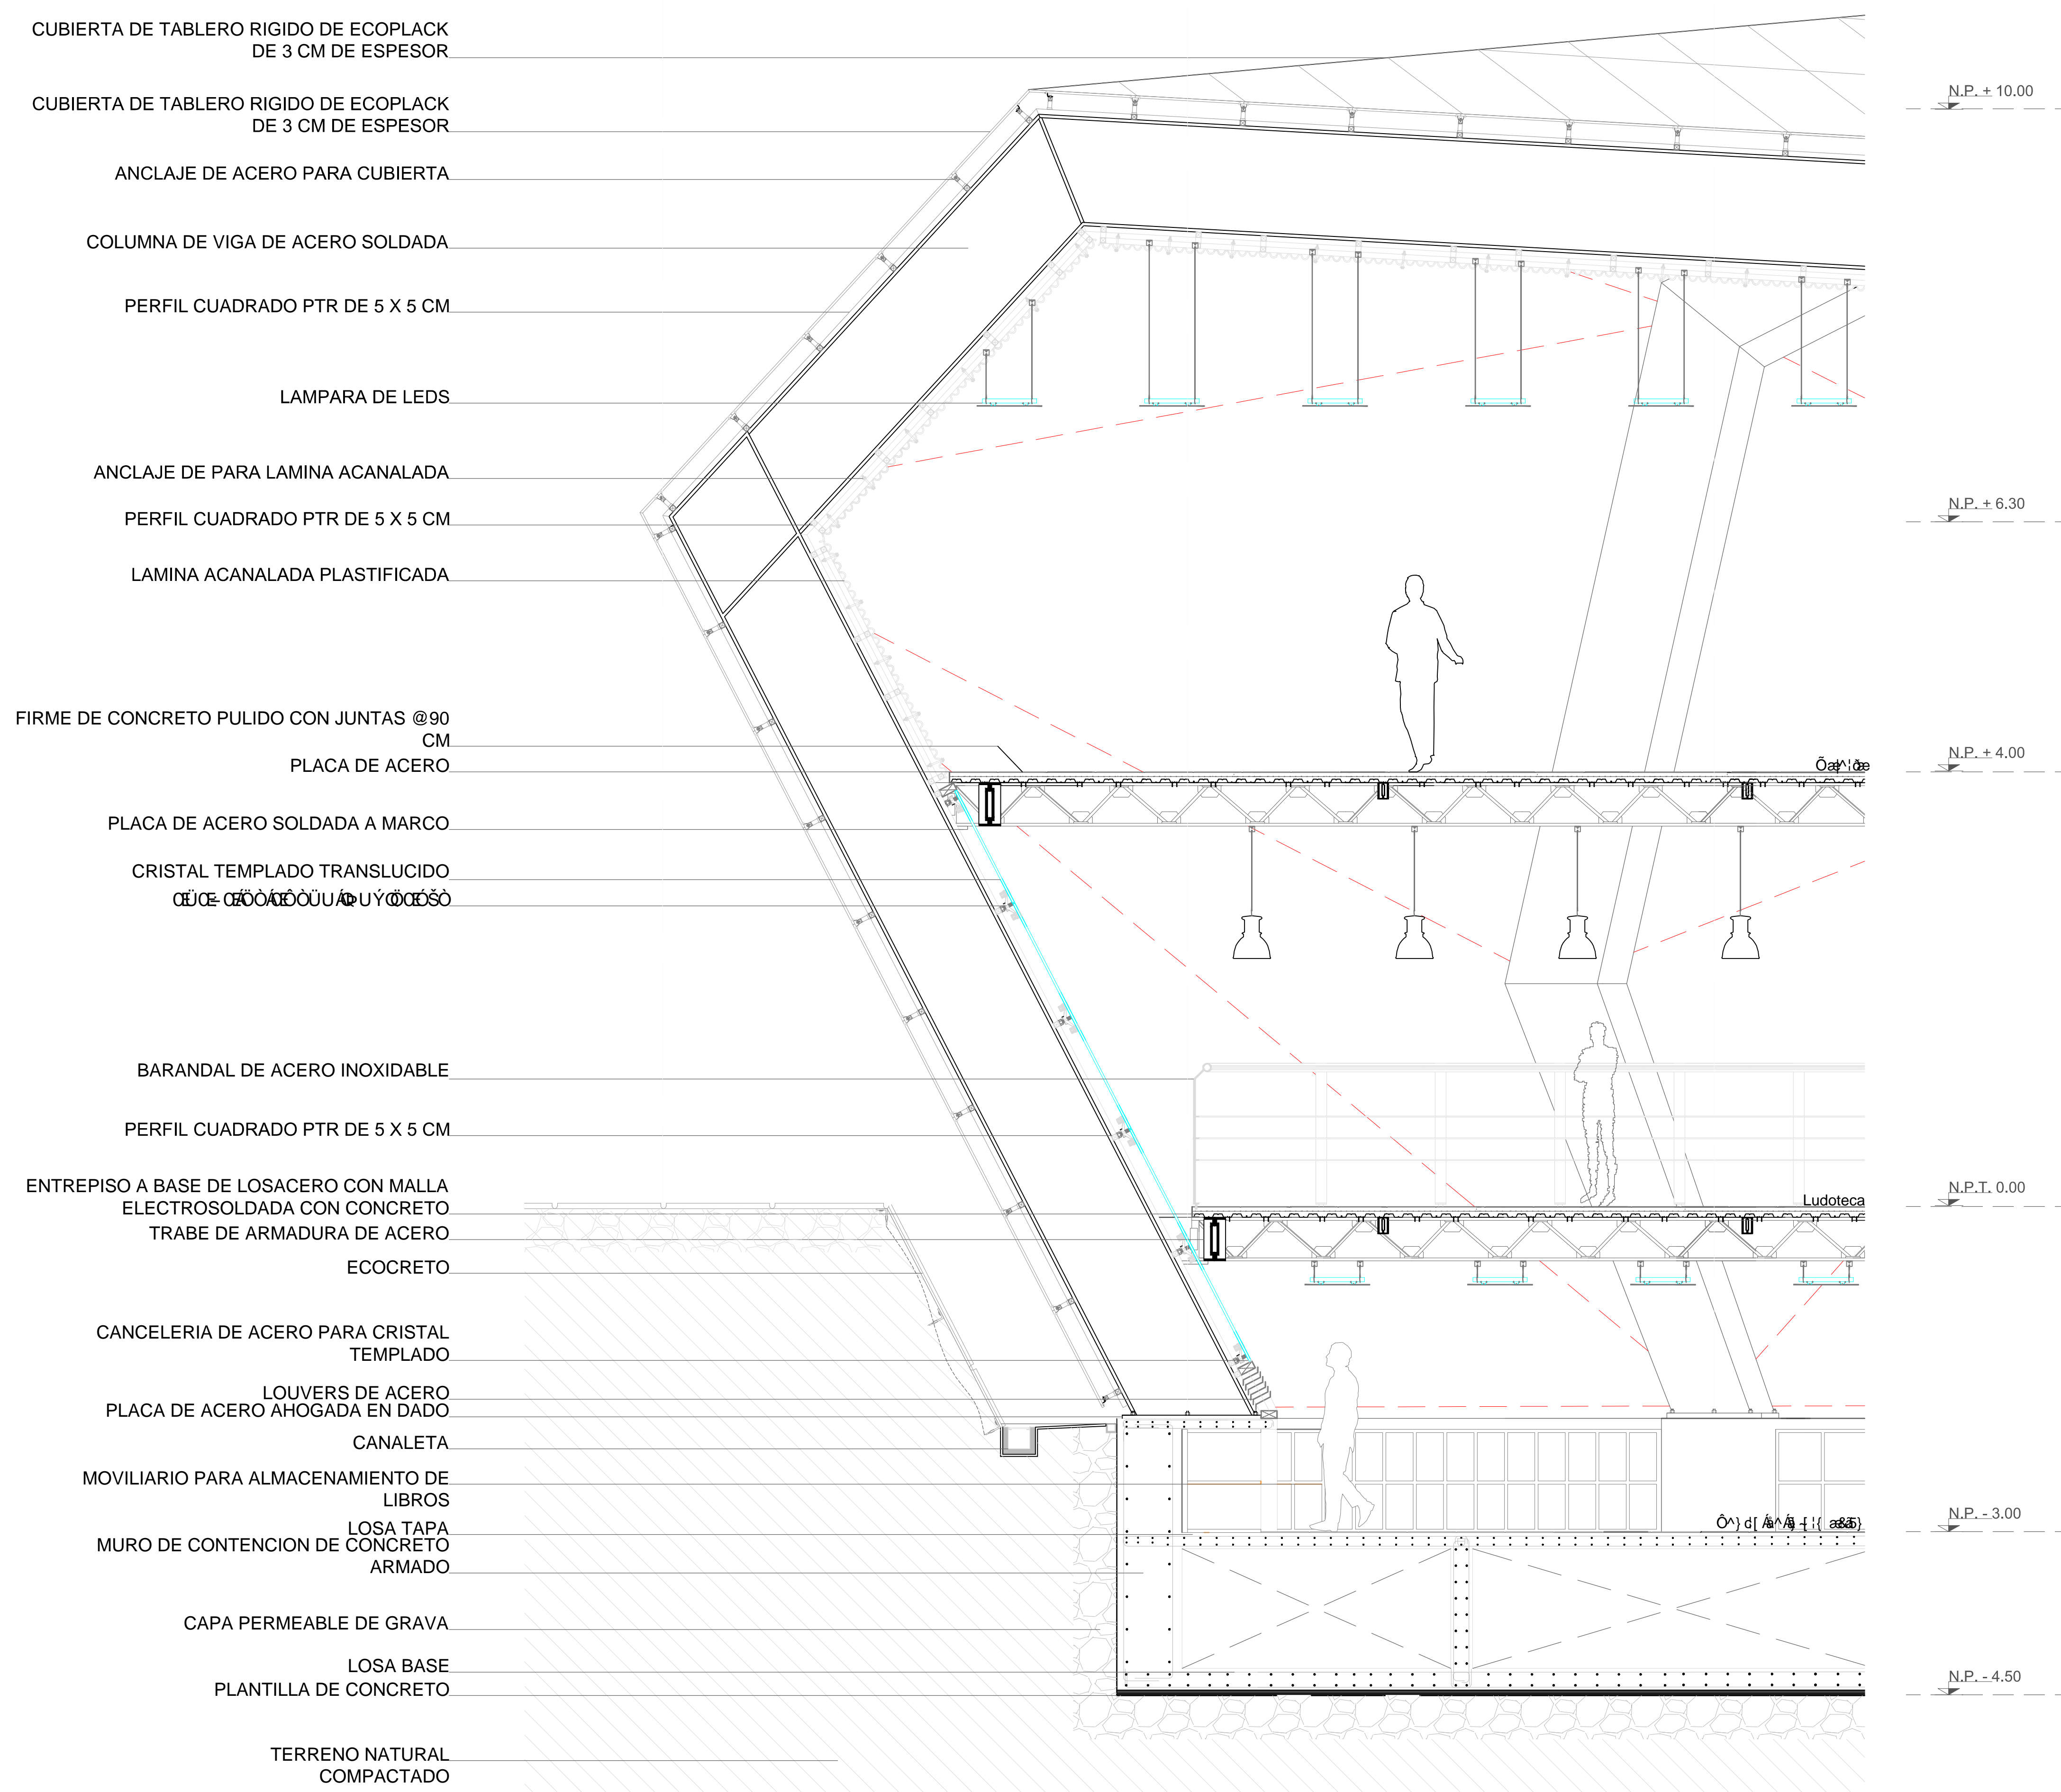 CUBIERTA DE TABLERO RIGIDO DE ECOPLACK
DE 3 CM DE ESPESOR
CUBIERTA DE TABLERO RIGIDO DE ECOPLACK
DE 3 CM DE ESPESOR
ANCLAJE DE ACERO PARA CUBIERTA
COLUMNA DE VIGA DE ACERO SOLDADA
PERFIL CUADRADO PTR DE 5 X 5 CM
LAMPARA DE LEDS
ANCLAJE DE PARA LAMINA ACANALADA
PERFIL CUADRADO PTR DE 5 X 5 CM
LAMINA ACANALADA PLASTIFICADA
FIRME DE CONCRETO PULIDO CON JUNTAS @90
CM
PLACA DE ACERO
PLACA DE ACERO SOLDADA A MARCO
CRISTAL TEMPLADO TRANSLUCIDO
BARANDAL DE ACERO INOXIDABLE
PERFIL CUADRADO PTR DE 5 X 5 CM
ENTREPISO A BASE DE LOSACERO CON MALLA
ELECTROSOLDADA CON CONCRETO
TRABE DE ARMADURA DE ACERO
ECOCRETO
CANCELERIA DE ACERO PARA CRISTAL
TEMPLADO
LOUVERS DE ACERO
PLACA DE ACERO AHOGADA EN DADO
CANALETA
MOVILIARIO PARA ALMACENAMIENTO DE
LIBROS
LOSA TAPA
MURO DE CONTENCION DE CONCRETO
ARMADO
CAPA PERMEABLE DE GRAVA
LOSA BASE
PLANTILLA DE CONCRETO
TERRENO NATURAL
COMPACTADO
Ludoteca
N.P. + 10.00
N.P. + 6.30
N.P. + 4.00
N.P.T. 0.00
N.P. - 3.00
N.P. - 4.50